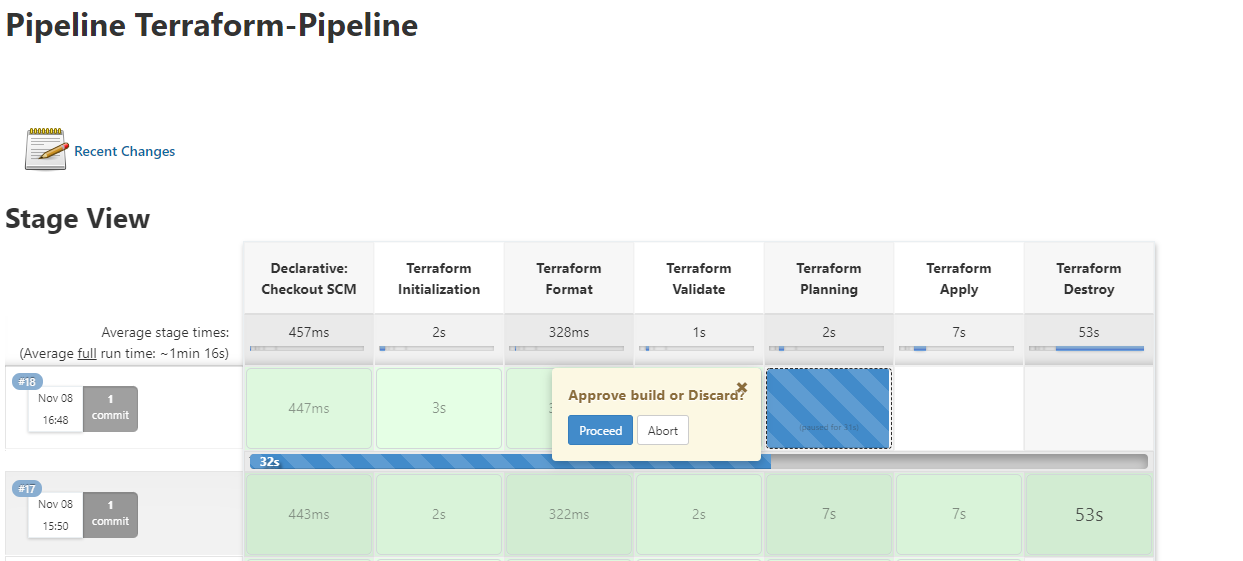 Pipeline Terraform-Pipeline
Recent Changes
Stage View
Declarative: Checkout SCM
Terraform Initialization
Terraform Format
Terraform Validate
Terraform Planning
Terraform Apply
Terraform Destroy
Average stage times:
(Average full run time: ~1min 16s)
457ms
2s
328ms
1s
2s
7s
53s
#18
Nov 08
16:48
1
commit
447ms
3s
Approve build or Discard?
Proceed
Abort
(paused for 31s)
32s
#17
Nov 08
15:50
1
commit
443ms
2s
322ms
2s
7s
7s
53s